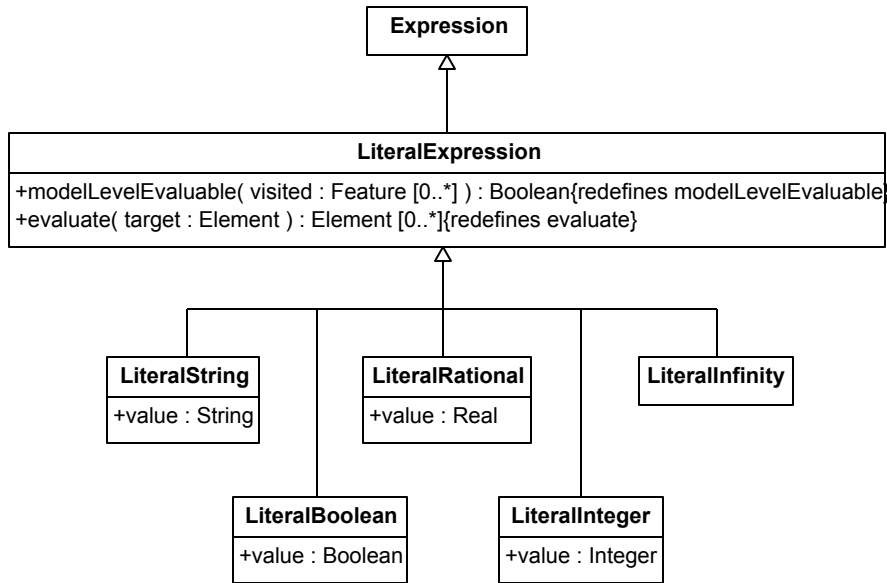 Expression
LiteralExpression
+modelLevelEvaluable( visited : Feature [0..*] ) : Boolean{redefines modelLevelEvaluable}
+evaluate( target : Element ) : Element [0..*]{redefines evaluate}
LiteralString
+value : String
LiteralRational
+value : Real
LiteralInfinity
LiteralBoolean
+value : Boolean
LiteralInteger
+value : Integer